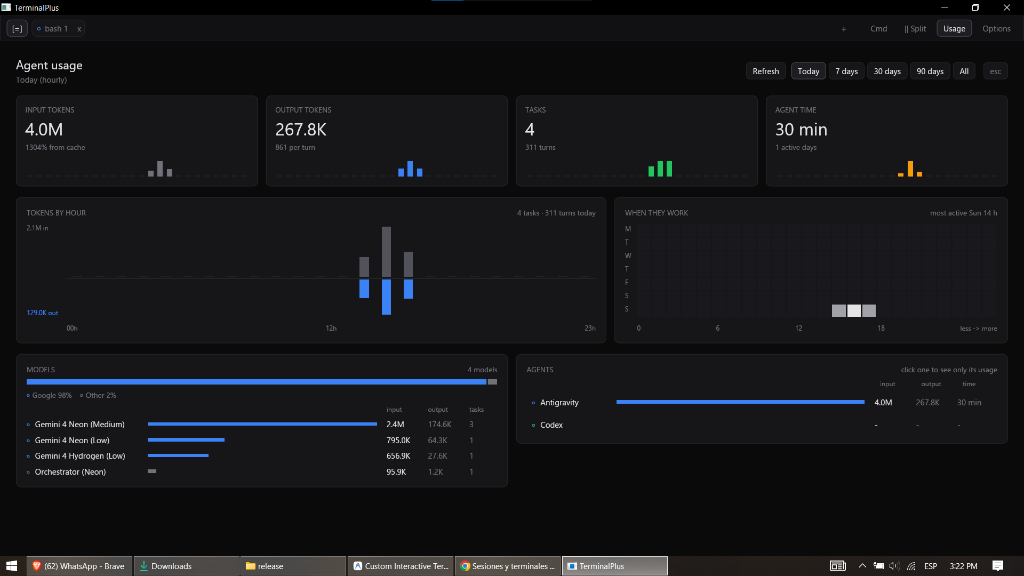 TerminalPlus
[=] bash 1 x + Cmd || Split Usage Options
Agent usage
Today (hourly)
Refresh Today 7 days 30 days 90 days All esc
INPUT TOKENS
4.0M
1304% from cache
OUTPUT TOKENS
267.8K
861 per turn
TASKS
4
311 turns
AGENT TIME
30 min
1 active days
TOKENS BY HOUR 4 tasks · 311 turns today
2.1M in
129.0K out
00h 12h 23h
WHEN THEY WORK most active Sun 14 h
M
T
W
T
F
S
S
0 6 12 18 less -> more
MODELS 4 models
Google 98% Other 2%
input output tasks
Gemini 4 Neon (Medium) 2.4M 174.6K 3
Gemini 4 Neon (Low) 795.0K 64.3K 1
Gemini 4 Hydrogen (Low) 656.9K 27.6K 1
Orchestrator (Neon) 95.9K 1.2K 1
AGENTS click one to see only its usage
input output time
Antigravity 4.0M 267.8K 30 min
Codex - - -
(62) WhatsApp - Brave Downloads release Custom Interactive Ter... Sesiones y terminales ... TerminalPlus ESP 3:22 PM